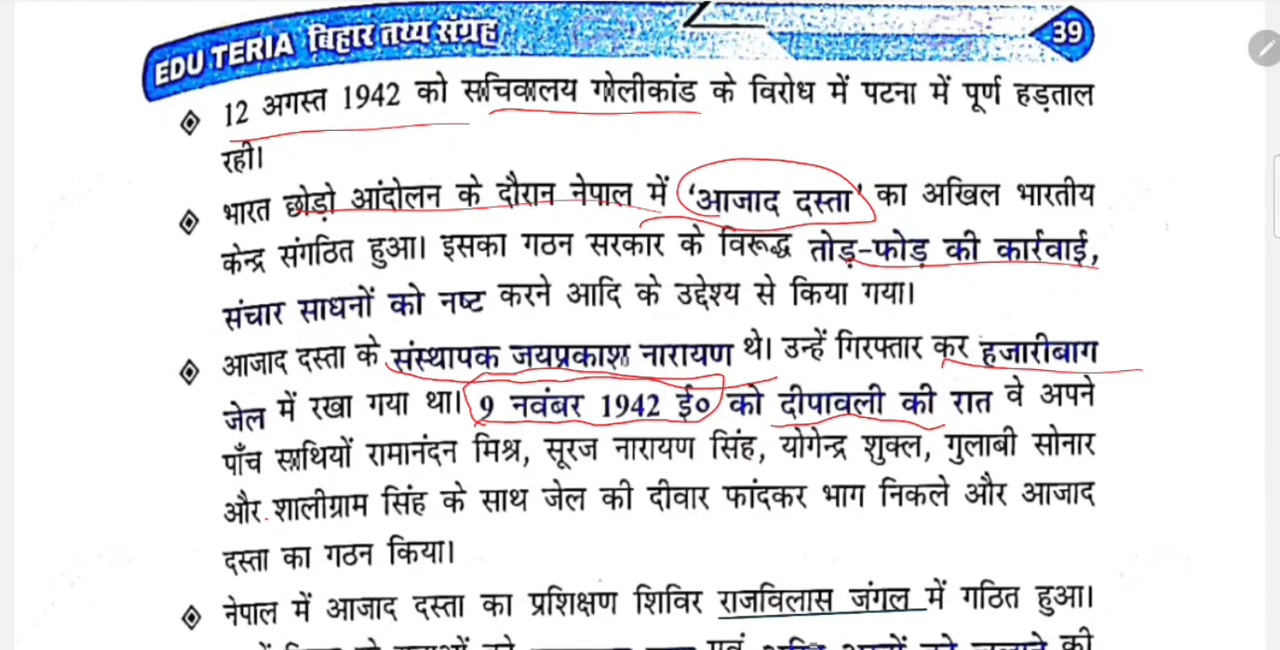 EDU TERIA बिहार तथ्य संग्रह
39
12 अगस्त 1942 को सचिवालय गोलीकांड के विरोध में पटना में पूर्ण हड़ताल
रही।
भारत छोड़ो आंदोलन के दौरान नेपाल में 'आजाद दस्ता' का अखिल भारतीय
केन्द्र संगठित हुआ। इसका गठन सरकार के विरूद्ध तोड़-फोड़ की कार्रवाई,
संचार साधनों को नष्ट करने आदि के उद्देश्य से किया गया।
आजाद दस्ता के संस्थापक जयप्रकाश नारायण थे। उन्हें गिरफ्तार कर हजारीबाग
जेल में रखा गया था। 9 नवंबर 1942 ई० को दीपावली की रात वे अपने
पाँच साथियों रामानंदन मिश्र, सूरज नारायण सिंह, योगेन्द्र शुक्ल, गुलाबी सोनार
और शालीग्राम सिंह के साथ जेल की दीवार फांदकर भाग निकले और आजाद
दस्ता का गठन किया।
नेपाल में आजाद दस्ता का प्रशिक्षण शिविर राजविलास जंगल में गठित हुआ।